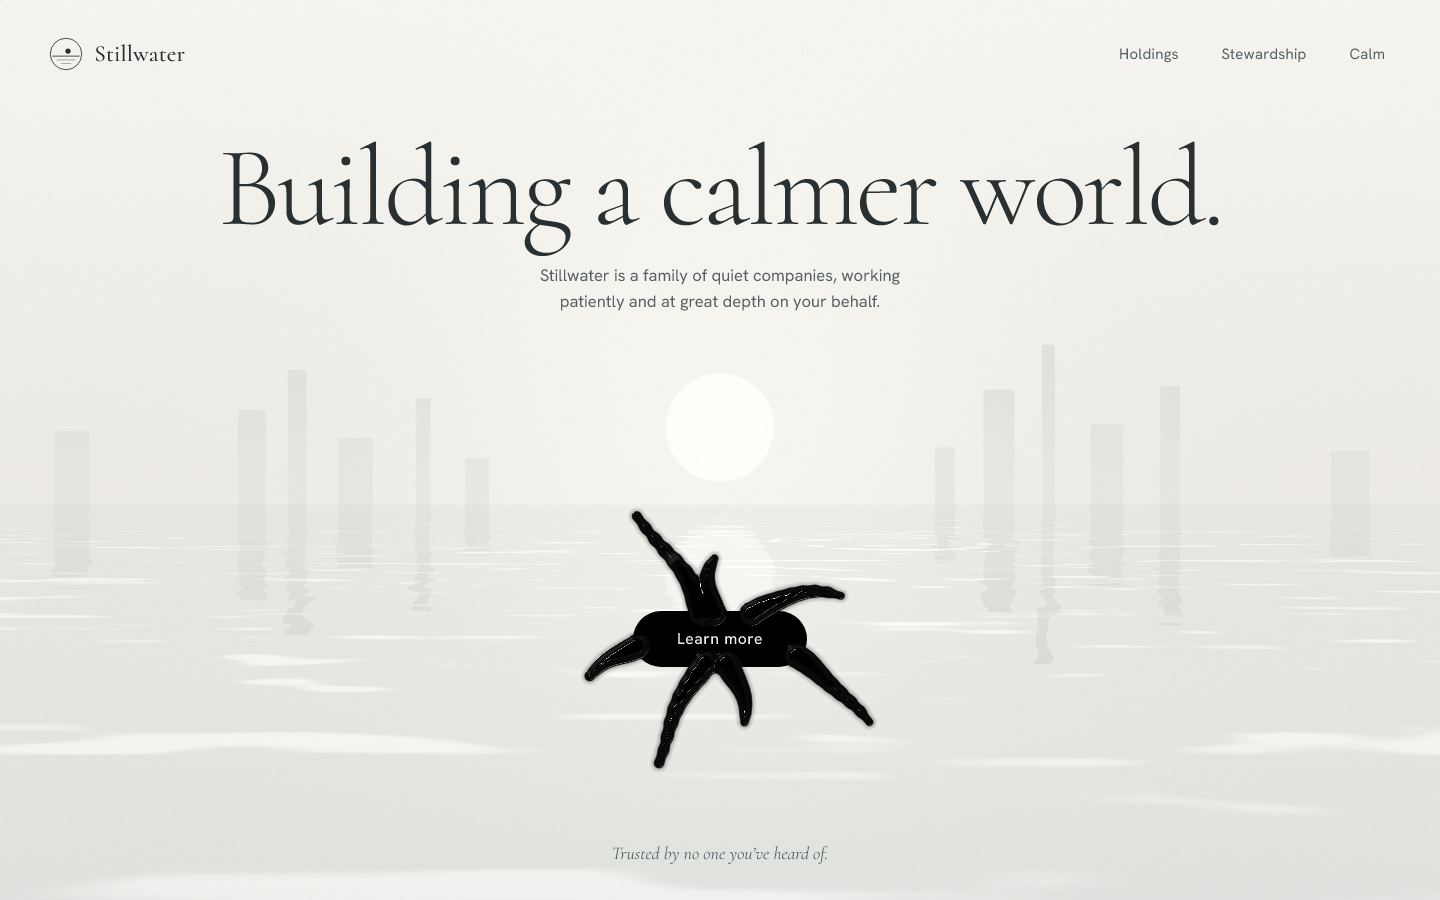 Stillwater
Holdings
Stewardship
Calm
Building a calmer world.
Stillwater is a family of quiet companies, working
patiently and at great depth on your behalf.
Learn more
Trusted by no one you’ve heard of.